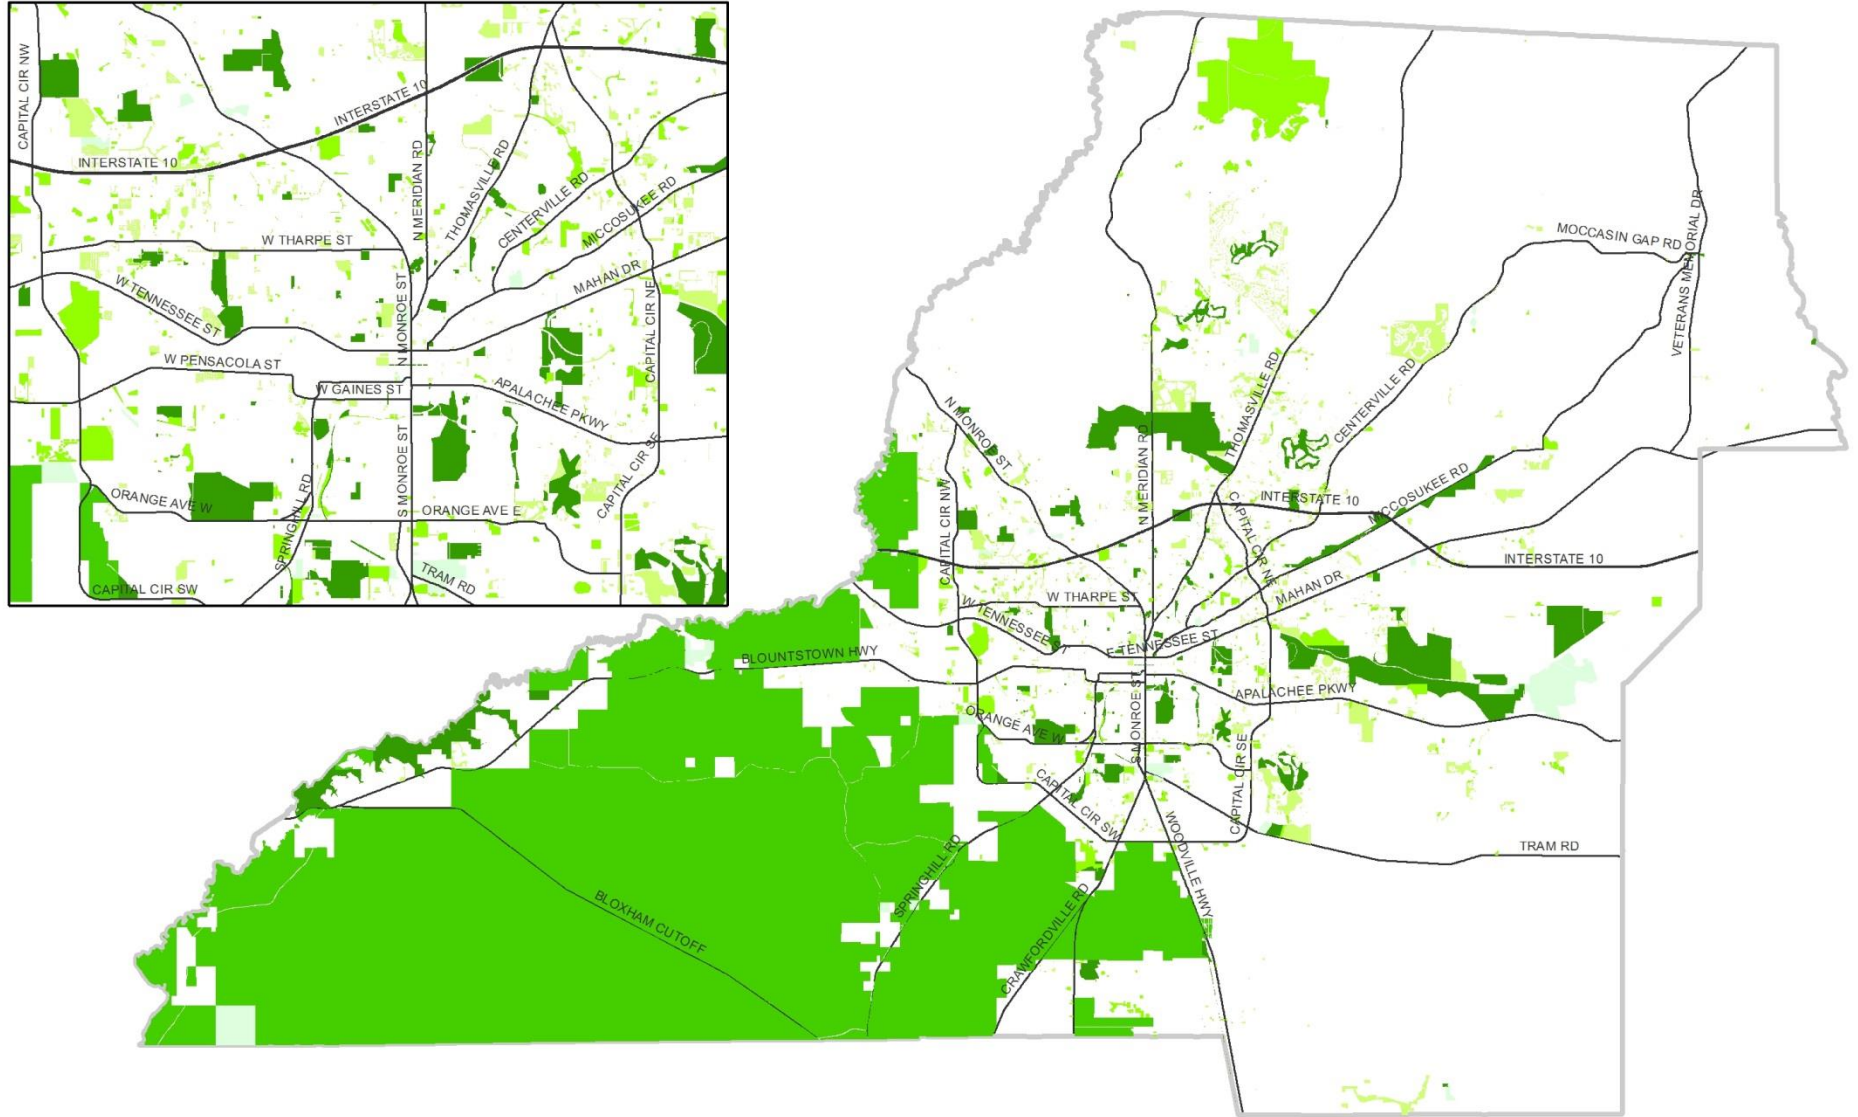 CAPITAL CIR NW
INTERSTATE 10
INTERSTATE 10
N MERIDIAN RD
THOMASVILLE RD
CENTERVILLE RD
MICCOSUKEE RD
W THARPE ST
MAHAN DR
W TENNESSEE ST
N MONROE ST
CAPITAL CIR NE
W PENSACOLA ST
W GAINES ST
APALACHEE PKWY
S MONROE ST
CAPITAL CIR SE
ORANGE AVE W
SPRINGHILL RD
ORANGE AVE E
CAPITAL CIR SW
TRAM RD
MOCCASIN GAP RD
VETERANS MEMORIAL DR
N MONROE ST
N MERIDIAN RD
THOMASVILLE RD
CENTERVILLE RD
CAPITAL CIR NW
INTERSTATE 10
MICCOSUKEE RD
CAPITAL CIR NE
INTERSTATE 10
MAHAN DR
W THARPE ST
W TENNESSEE ST
E TENNESSEE ST
BLOUNTSTOWN HWY
APALACHEE PKWY
ORANGE AVE W
S MONROE ST
CAPITAL CIR SW
CAPITAL CIR SE
SPRINGHILL RD
WOODVILLE HWY
TRAM RD
BLOXHAM CUTOFF
CRAWFORDVILLE RD